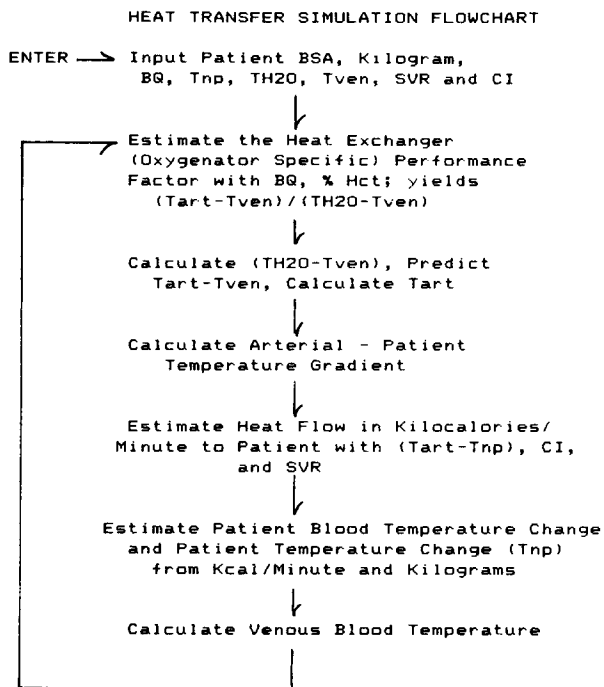 HEAT TRANSFER SIMULATION FLOWCHART
ENTER Input Patient BSA, Kilogram,
BQ, Tnp, TH2O, Tven, SVR and CI
Estimate the Heat Exchanger
(Oxygenator Specific) Performance
Factor with BQ, % Hct; yields
(Tart-Tven)/(TH2O-Tven)
Calculate (TH2O-Tven), Predict
Tart-Tven, Calculate Tart
Calculate Arterial - Patient
Temperature Gradient
Estimate Heat Flow in Kilocalories/
Minute to Patient with (Tart-Tnp), CI,
and SVR
Estimate Patient Blood Temperature Change
and Patient Temperature Change (Tnp)
from Kcal/Minute and Kilograms
Calculate Venous Blood Temperature